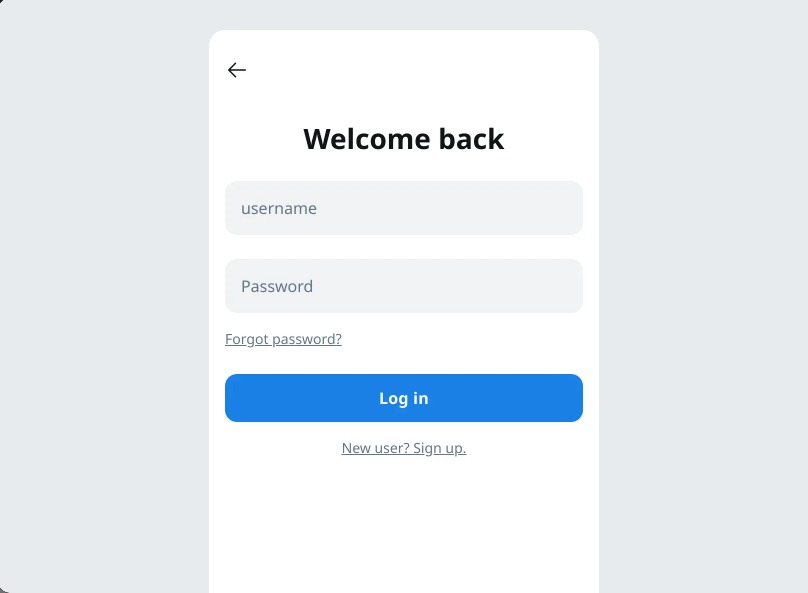 Welcome back
username
Password
Forgot password?
Log in
New user? Sign up.